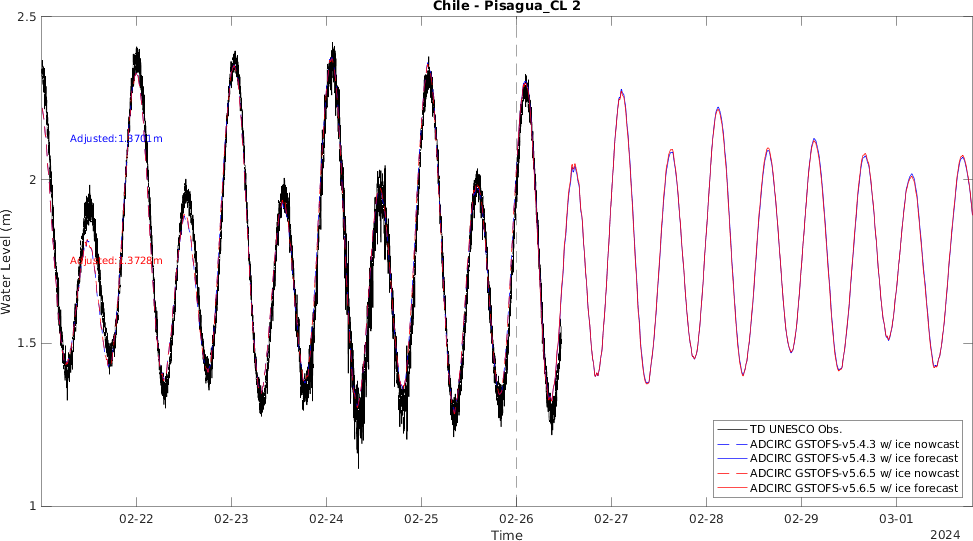 Chile - Pisagua_CL 2
2.5
2
1.5
1
Water Level (m)
Adjusted:1.3701m
Adjusted:1.3728m
TD UNESCO Obs.
ADCIRC GSTOFS-v5.4.3 w/ ice nowcast
ADCIRC GSTOFS-v5.4.3 w/ ice forecast
ADCIRC GSTOFS-v5.6.5 w/ ice nowcast
ADCIRC GSTOFS-v5.6.5 w/ ice forecast
02-22 02-23 02-24 02-25 02-26 02-27 02-28 02-29 03-01
Time
2024